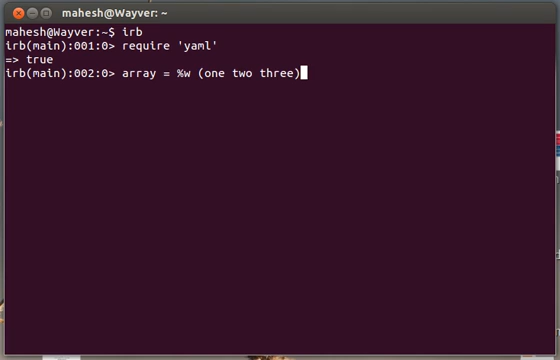 mahesh@Wayver: ~
mahesh@Wayver:~$ irb
irb(main):001:0> require 'yaml'
=> true
irb(main):002:0> array = %w (one two three)